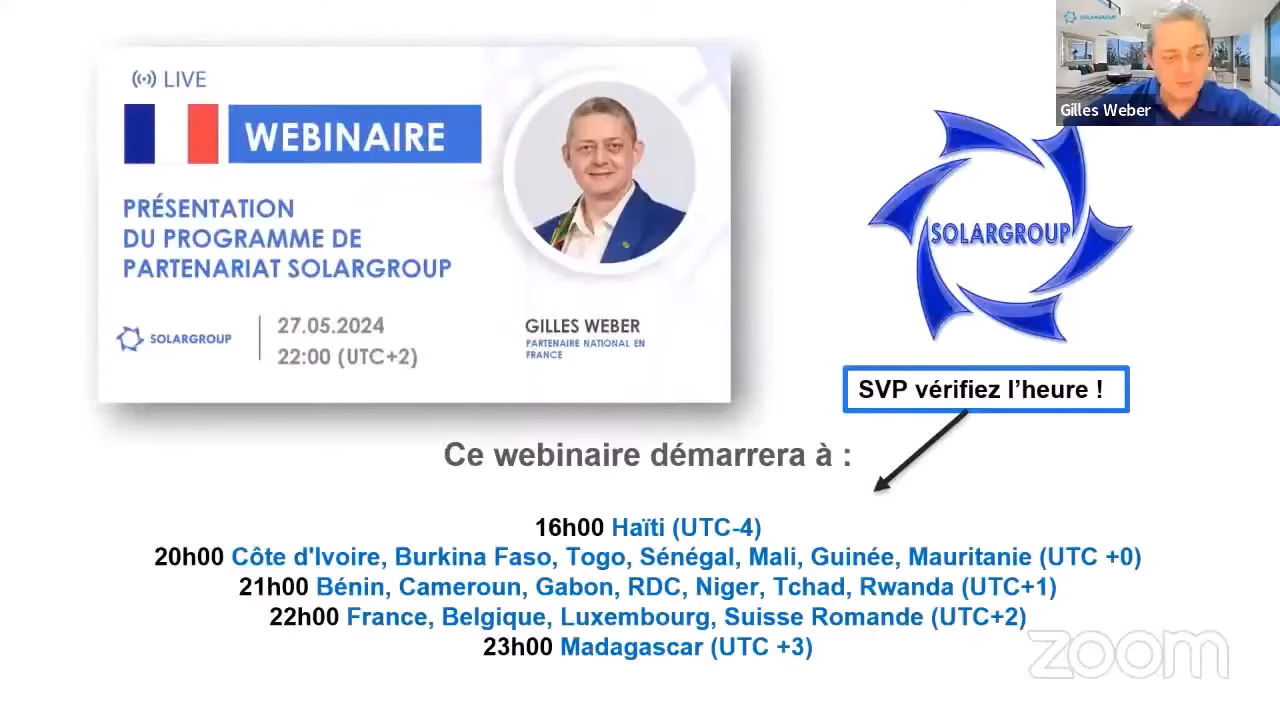 LIVE
WEBINAIRE
PRÉSENTATION
DU PROGRAMME DE
PARTENARIAT SOLARGROUP
SOLARGROUP
27.05.2024
22:00 (UTC+2)
GILLES WEBER
PARTENAIRE NATIONAL EN
FRANCE
SOLARGROUP
Gilles Weber
SOLARGROUP
SVP vérifiez l’heure !
Ce webinaire démarrera à :
16h00 Haïti (UTC-4)
20h00 Côte d'Ivoire, Burkina Faso, Togo, Sénégal, Mali, Guinée, Mauritanie (UTC +0)
21h00 Bénin, Cameroun, Gabon, RDC, Niger, Tchad, Rwanda (UTC+1)
22h00 France, Belgique, Luxembourg, Suisse Romande (UTC+2)
23h00 Madagascar (UTC +3)
zoom